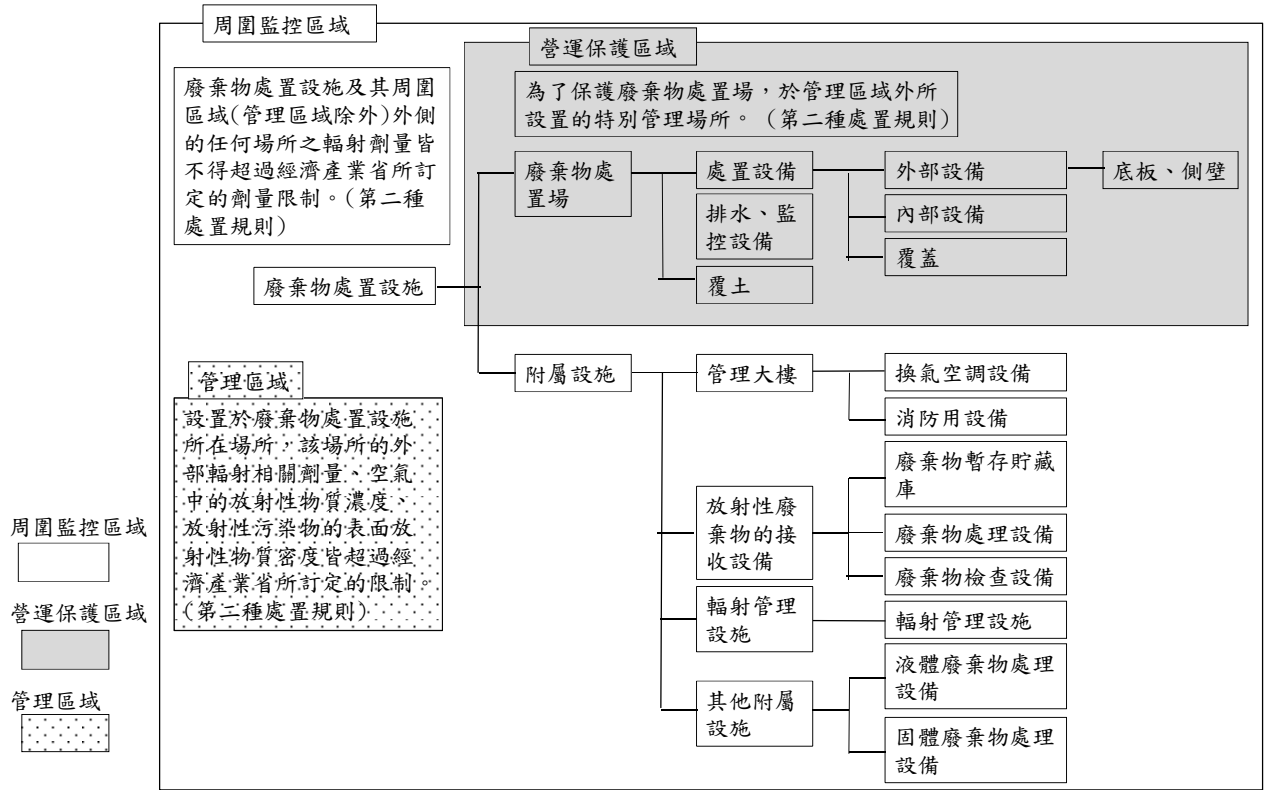 周圍監控區域
廢棄物處置設施及其周圍
區域(管理區域除外)外側
的任何場所之輻射劑量皆
不得超過經濟產業省所訂
定的劑量限制。(第二種
處置規則)
營運保護區域
為了保護廢棄物處置場，於管理區域外所
設置的特別管理場所。(第二種處置規則)
廢棄物處
置場
處置設備
外部設備
底板、側壁
排水、監
控設備
內部設備
覆蓋
覆土
廢棄物處置設施
管理區域
設置於廢棄物處置設施
所在場所，該場所的外
部輻射相關劑量、空氣
中的放射性物質濃度、
放射性污染物的表面放
射性物質密度皆超過經
濟產業省所訂定的限制。
(第二種處置規則)
附屬設施
管理大樓
換氣空調設備
消防用設備
放射性廢
棄物的接
收設備
廢棄物暫存貯藏
庫
廢棄物處理設備
廢棄物檢查設備
輻射管理
設施
輻射管理設施
其他附屬
設施
液體廢棄物處理
設備
固體廢棄物處理
設備
周圍監控區域
營運保護區域
管理區域